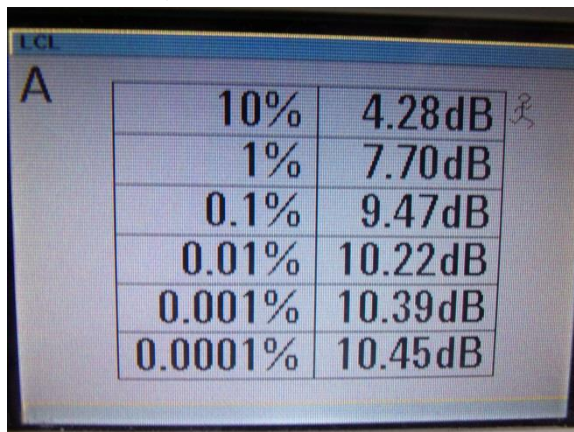 LCL
A
10% 4.28dB
1% 7.70dB
0.1% 9.47dB
0.01% 10.22dB
0.001% 10.39dB
0.0001% 10.45dB